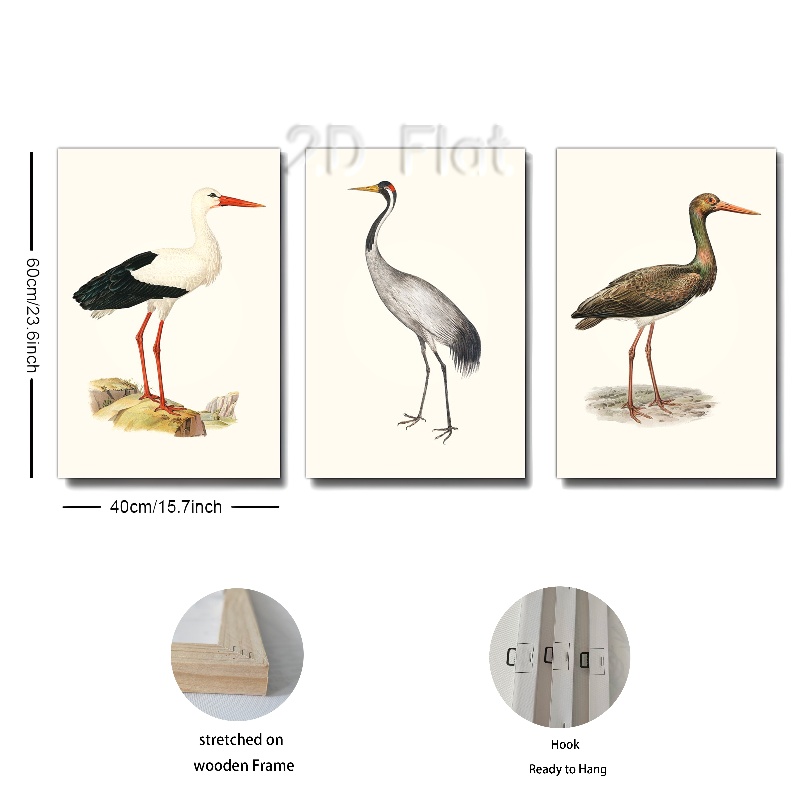 2D Flat
60cm/23.6inch
40cm/15.7inch
stretched on
wooden Frame
Hook
Ready to Hang